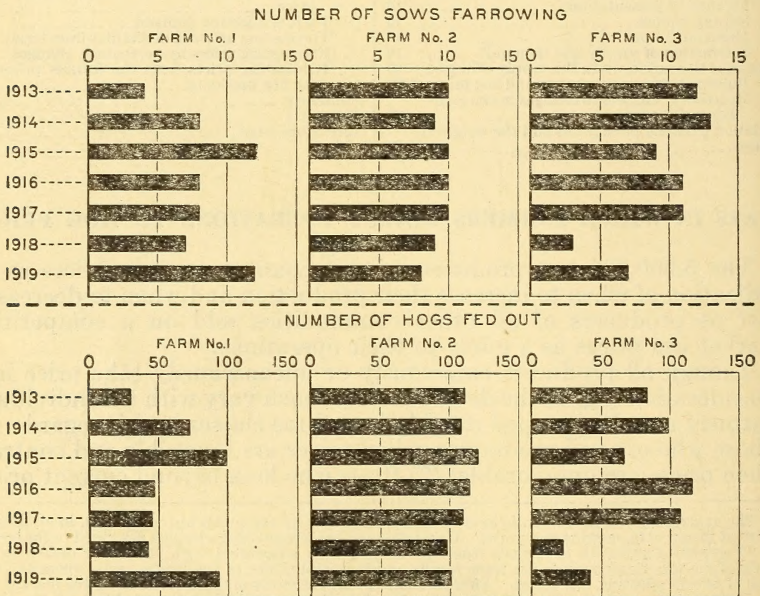 NUMBER OF SOWS FARROWING
FARM No. 1 FARM No. 2 FARM No. 3
0 5 10 15 0 5 10 15 0 5 10 15
1913-----
1914-----
1915-----
1916-----
1917-----
1918-----
1919-----
NUMBER OF HOGS FED OUT
FARM No.1 FARM No. 2 FARM No. 3
0 50 100 150 0 50 100 150 0 50 100 150
1913-----
1914-----
1915-----
1916-----
1917-----
1918-----
1919-----